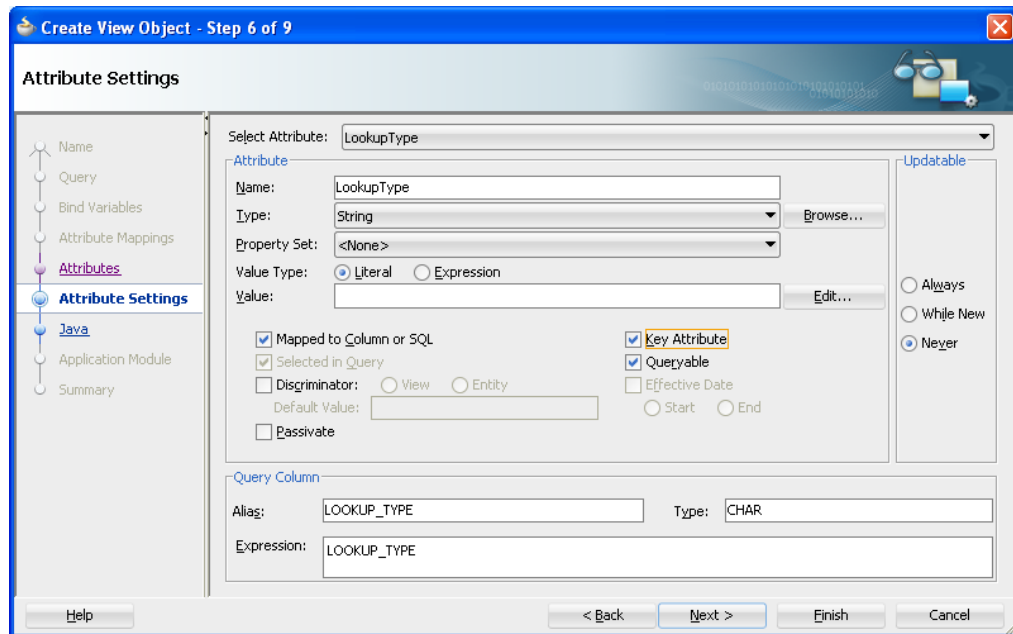 Create View Object - Step 6 of 9
Attribute Settings
Name
Query
Bind Variables
Attribute Mappings
Attributes
Attribute Settings
Java
Application Module
Summary
Select Attribute: LookupType
Attribute
Name: LookupType
Type: String Browse...
Property Set: <None>
Value Type: Literal Expression
Value: Edit...
Mapped to Column or SQL Key Attribute
Selected in Query Queryable
Discriminator: View Entity Effective Date
Default Value: Start End
Passivate
Updatable
Always
While New
Never
Query Column
Alias: LOOKUP_TYPE Type: CHAR
Expression: LOOKUP_TYPE
Help < Back Next > Finish Cancel